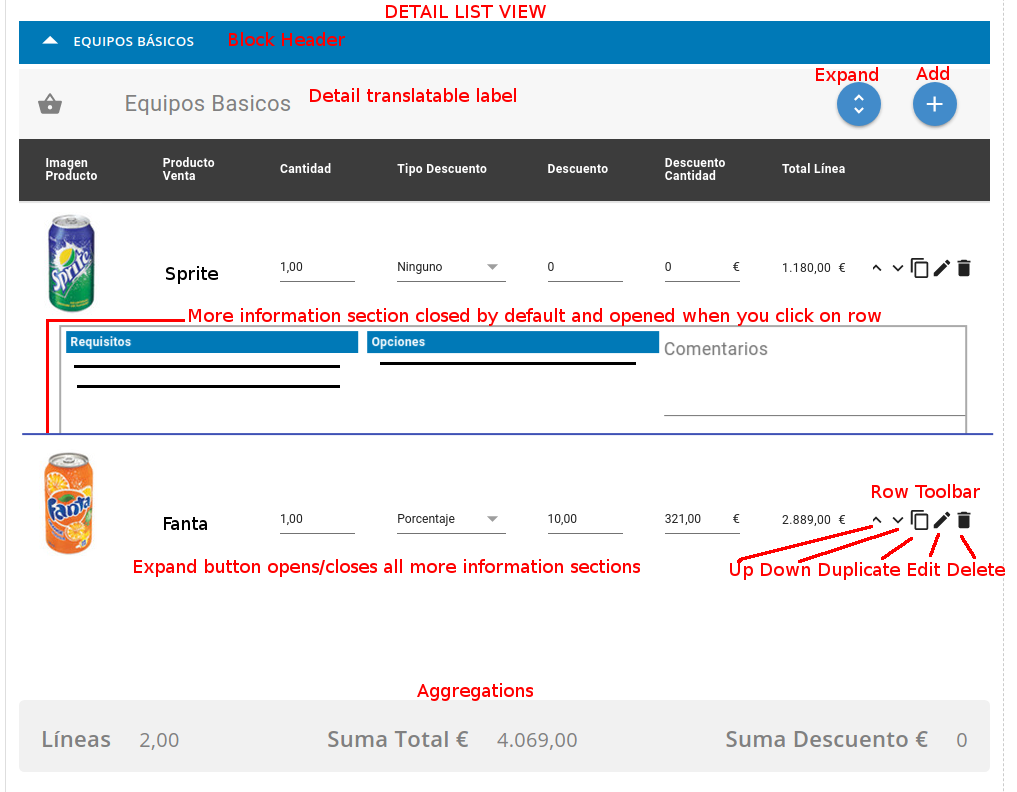 DETAIL LIST VIEW
EQUIPOS BÁSICOS Block Header
Expand Add
Equipos Basicos Detail translatable label
Imagen Producto Producto Venta Cantidad Tipo Descuento Descuento Descuento Cantidad Total Línea
Sprite
Sprite 1,00 Ninguno 0 0 € 1.180,00 €
More information section closed by default and opened when you click on row
Requisitos Opciones Comentarios
Row Toolbar
Fanta
Fanta 1,00 Porcentaje 10,00 321,00 € 2.889,00 €
Expand button opens/closes all more information sections Up Down Duplicate Edit Delete
Aggregations
Líneas 2,00 Suma Total € 4.069,00 Suma Descuento € 0